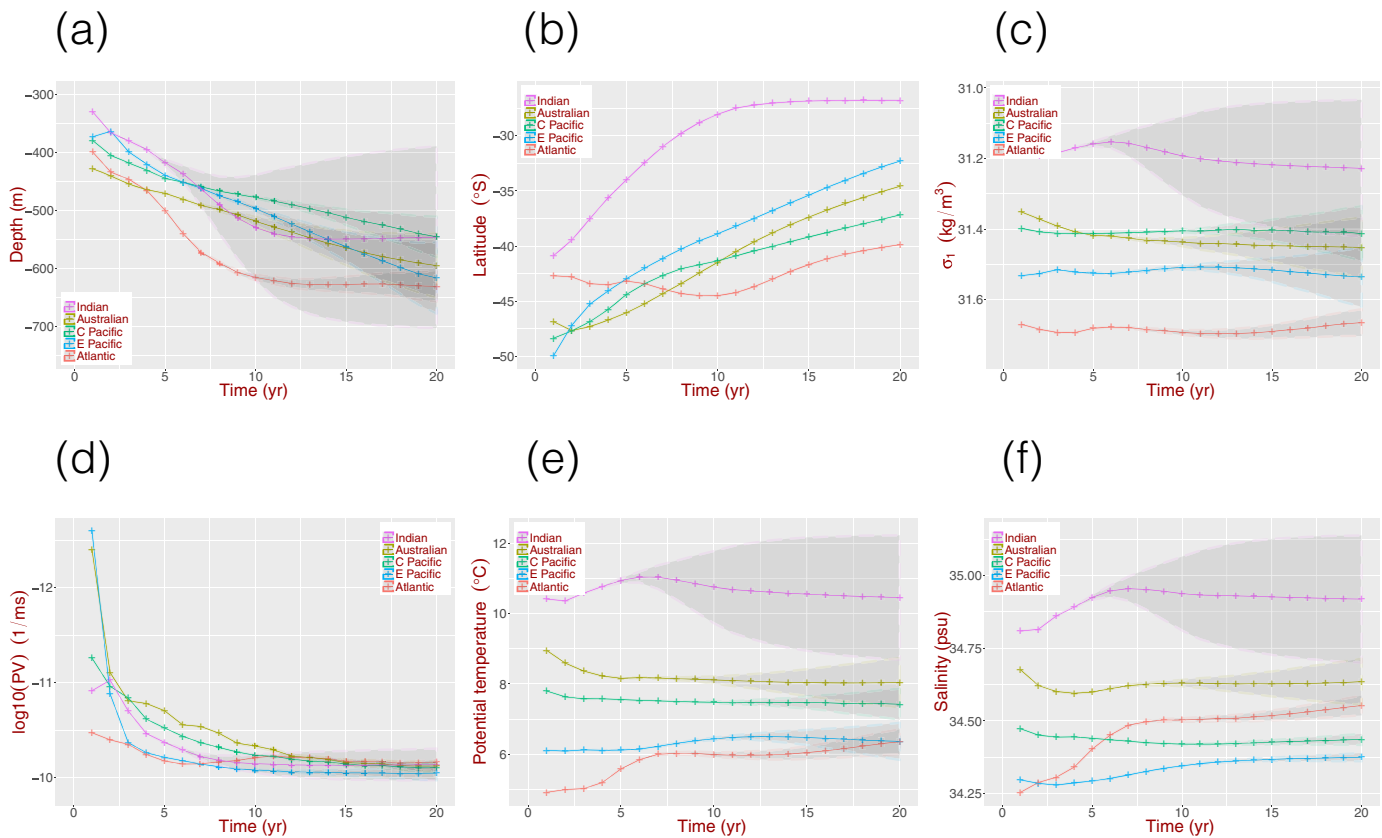 (a)
(b)
(c)
−300
−400
−500
−600
−700
Depth (m)
Indian
Australian
C Pacific
E Pacific
Atlantic
0 5 10 15 20
Time (yr)
−30
−35
−40
−45
−50
Latitude (°S)
Indian
Australian
C Pacific
E Pacific
Atlantic
0 5 10 15 20
Time (yr)
31.0
31.2
31.4
31.6
σ1 (kg/m³)
Indian
Australian
C Pacific
E Pacific
Atlantic
0 5 10 15 20
Time (yr)
(d)
(e)
(f)
−12
−11
−10
log10(PV) (1/ms)
Indian
Australian
C Pacific
E Pacific
Atlantic
0 5 10 15 20
Time (yr)
12
10
8
6
Potential temperature (°C)
Indian
Australian
C Pacific
E Pacific
Atlantic
0 5 10 15 20
Time (yr)
35.00
34.75
34.50
34.25
Salinity (psu)
Indian
Australian
C Pacific
E Pacific
Atlantic
0 5 10 15 20
Time (yr)